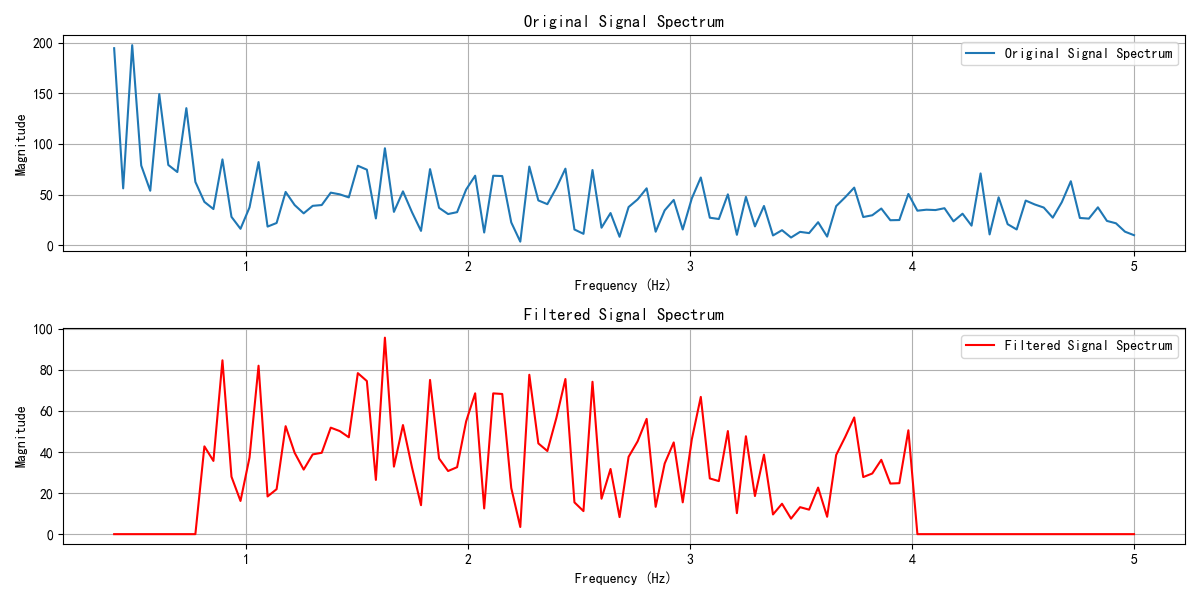 Original Signal Spectrum
Original Signal Spectrum
200
150
100
50
0
Magnitude
1 2 3 4 5
Frequency (Hz)
Filtered Signal Spectrum
Filtered Signal Spectrum
100
80
60
40
20
0
Magnitude
1 2 3 4 5
Frequency (Hz)